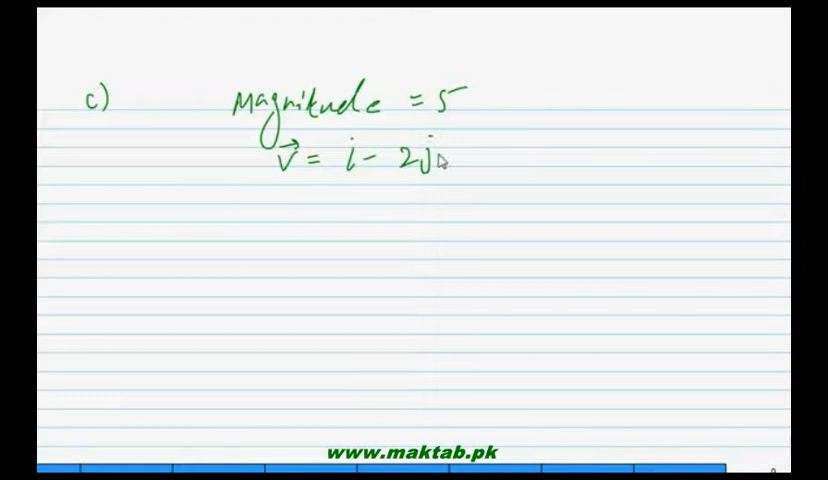 c) Magnitude = 5
v⃗ = i - 2j
www.maktab.pk